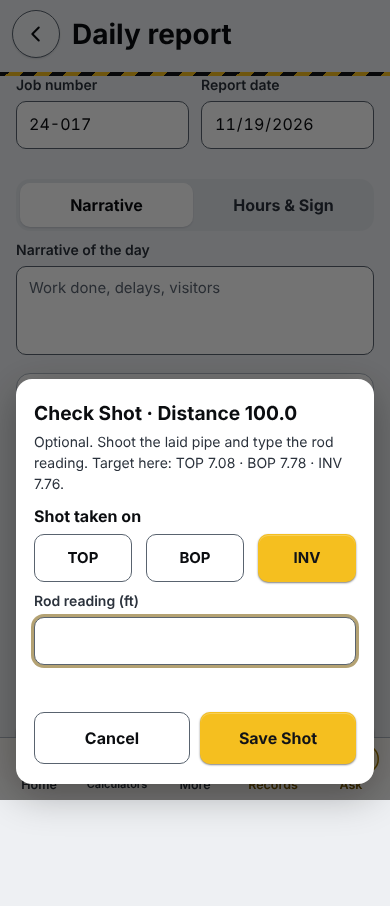 Daily report
Job number
Report date
24-017
11/19/2026
Narrative
Hours & Sign
Narrative of the day
Work done, delays, visitors
Check Shot · Distance 100.0
Optional. Shoot the laid pipe and type the rod
reading. Target here: TOP 7.08 · BOP 7.78 · INV
7.76.
Shot taken on
TOP
BOP
INV
Rod reading (ft)
Cancel
Save Shot
Home
Calculators
More
Records
Ask